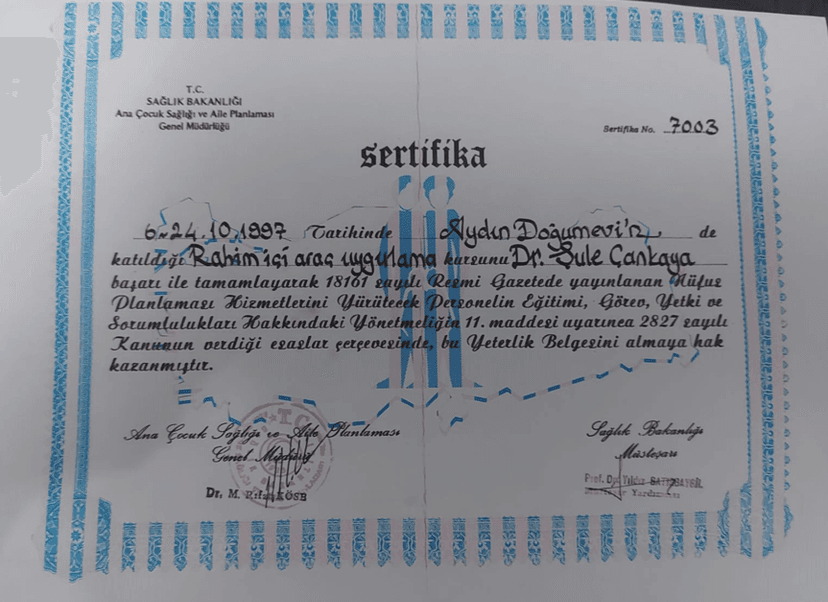 T.C.
SAĞLIK BAKANLIĞI
Ana Çocuk Sağlığı ve Aile Planlaması
Genel Müdürlüğü
Sertifika No. 7003
sertifika
6-24.10.1997 Tarihinde Aydın Doğumevi'n de
katıldığı Rahim içi araç uygulama kursunu Dr. Şule Çankaya
başarı ile tamamlayarak 18161 sayılı Resmi Gazetede yayınlanan Nüfus
Planlaması Hizmetlerini Yürütecek Personelin Eğitimi, Görev, Yetki ve
Sorumlulukları Hakkındaki Yönetmeliğin 11. maddesi uyarınca 2827 sayılı
Kanunun verdiği esaslar çerçevesinde, bu Yeterlik Belgesini almaya hak
kazanmıştır.
Ana Çocuk Sağlığı ve Aile Planlaması
Genel Müdürü
Dr. M. Rifat KÖSE
Sağlık Bakanlığı
Müsteşarı
Prof. Dr. Yıldız
T.C.